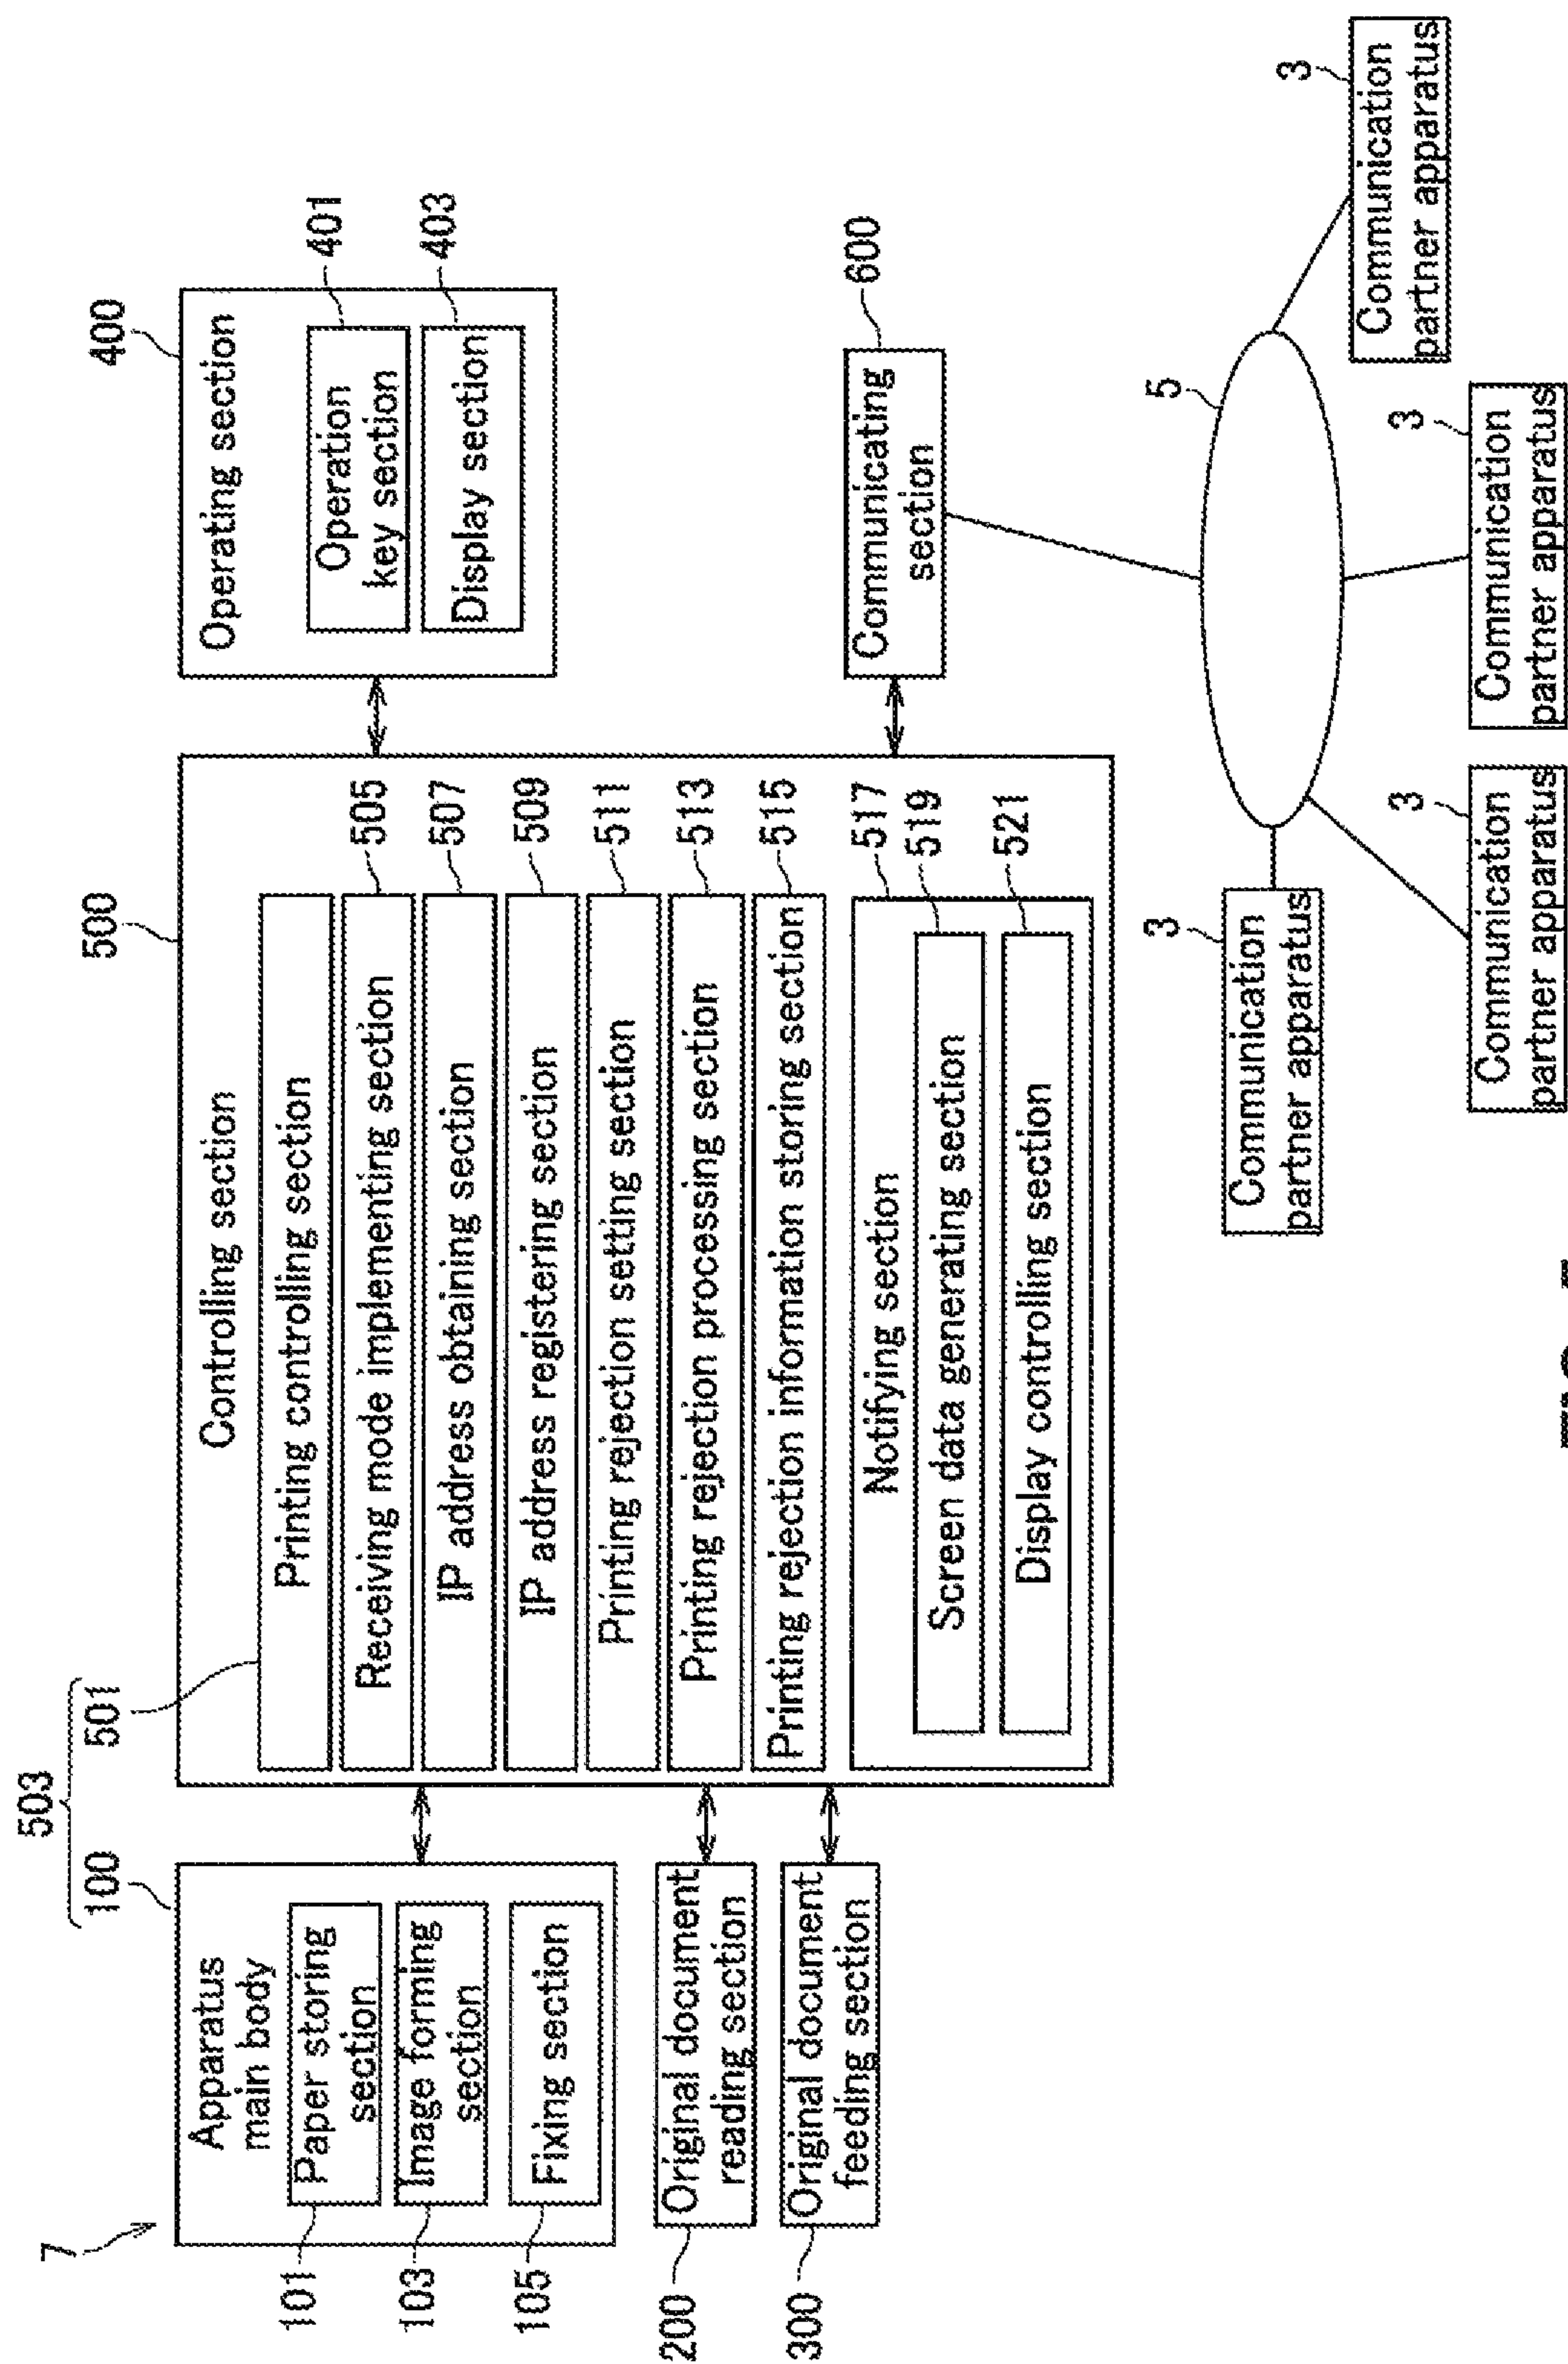 503
100
501
7
Apparatus
main body
Paper storing
section
Image forming
section
Fixing section
101
103
105
Original document
reading section
200
Original document
feeding section
300
500
Controlling section
Printing controlling section
Receiving mode implementing section
505
IP address obtaining section
507
IP address registering section
509
Printing rejection setting section
511
Printing rejection processing section
513
Printing rejection information storing section
515
Notifying section
517
Screen data generating section
519
Display controlling section
521
400
Operating section
Operation
key section
401
Display section
403
Communicating
section
600
5
3
Communication
partner apparatus
3
Communication
partner apparatus
3
Communication
partner apparatus
3
Communication
partner apparatus